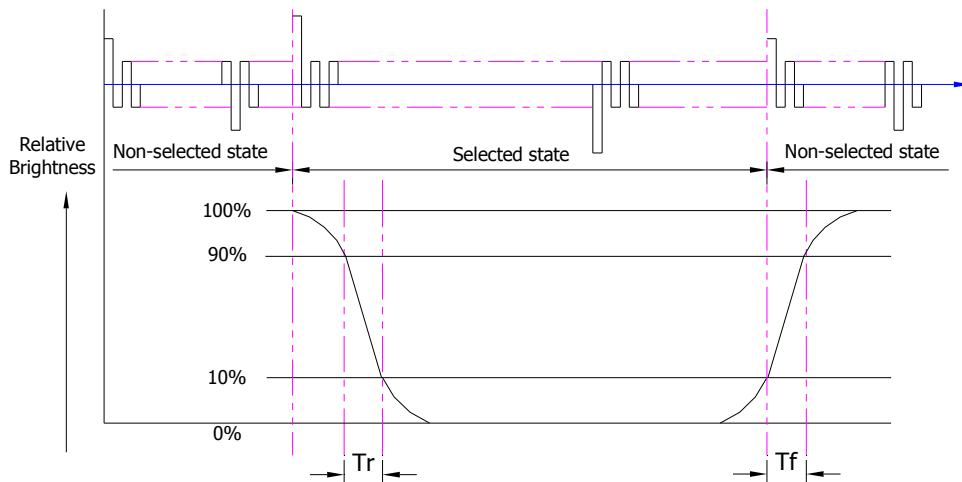 Relative
Brightness
Non-selected state
Selected state
Non-selected state
100%
90%
10%
0%
Tr
Tf